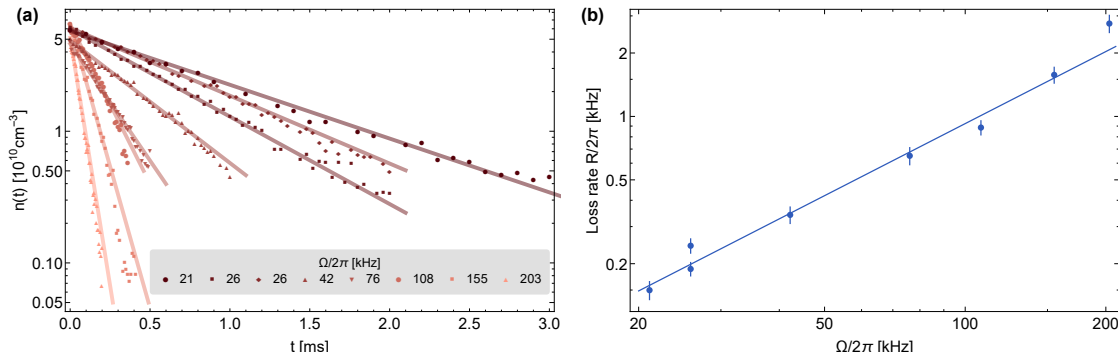 (a)
n(t) [10¹⁰cm⁻³]
5
1
0.50
0.10
0.05
Ω/2π [kHz]
21 26 26 42 76 108 155 203
0.0 0.5 1.0 1.5 2.0 2.5 3.0
t [ms]
(b)
Loss rate R/2π [kHz]
2
1
0.5
0.2
20 50 100 200
Ω/2π [kHz]